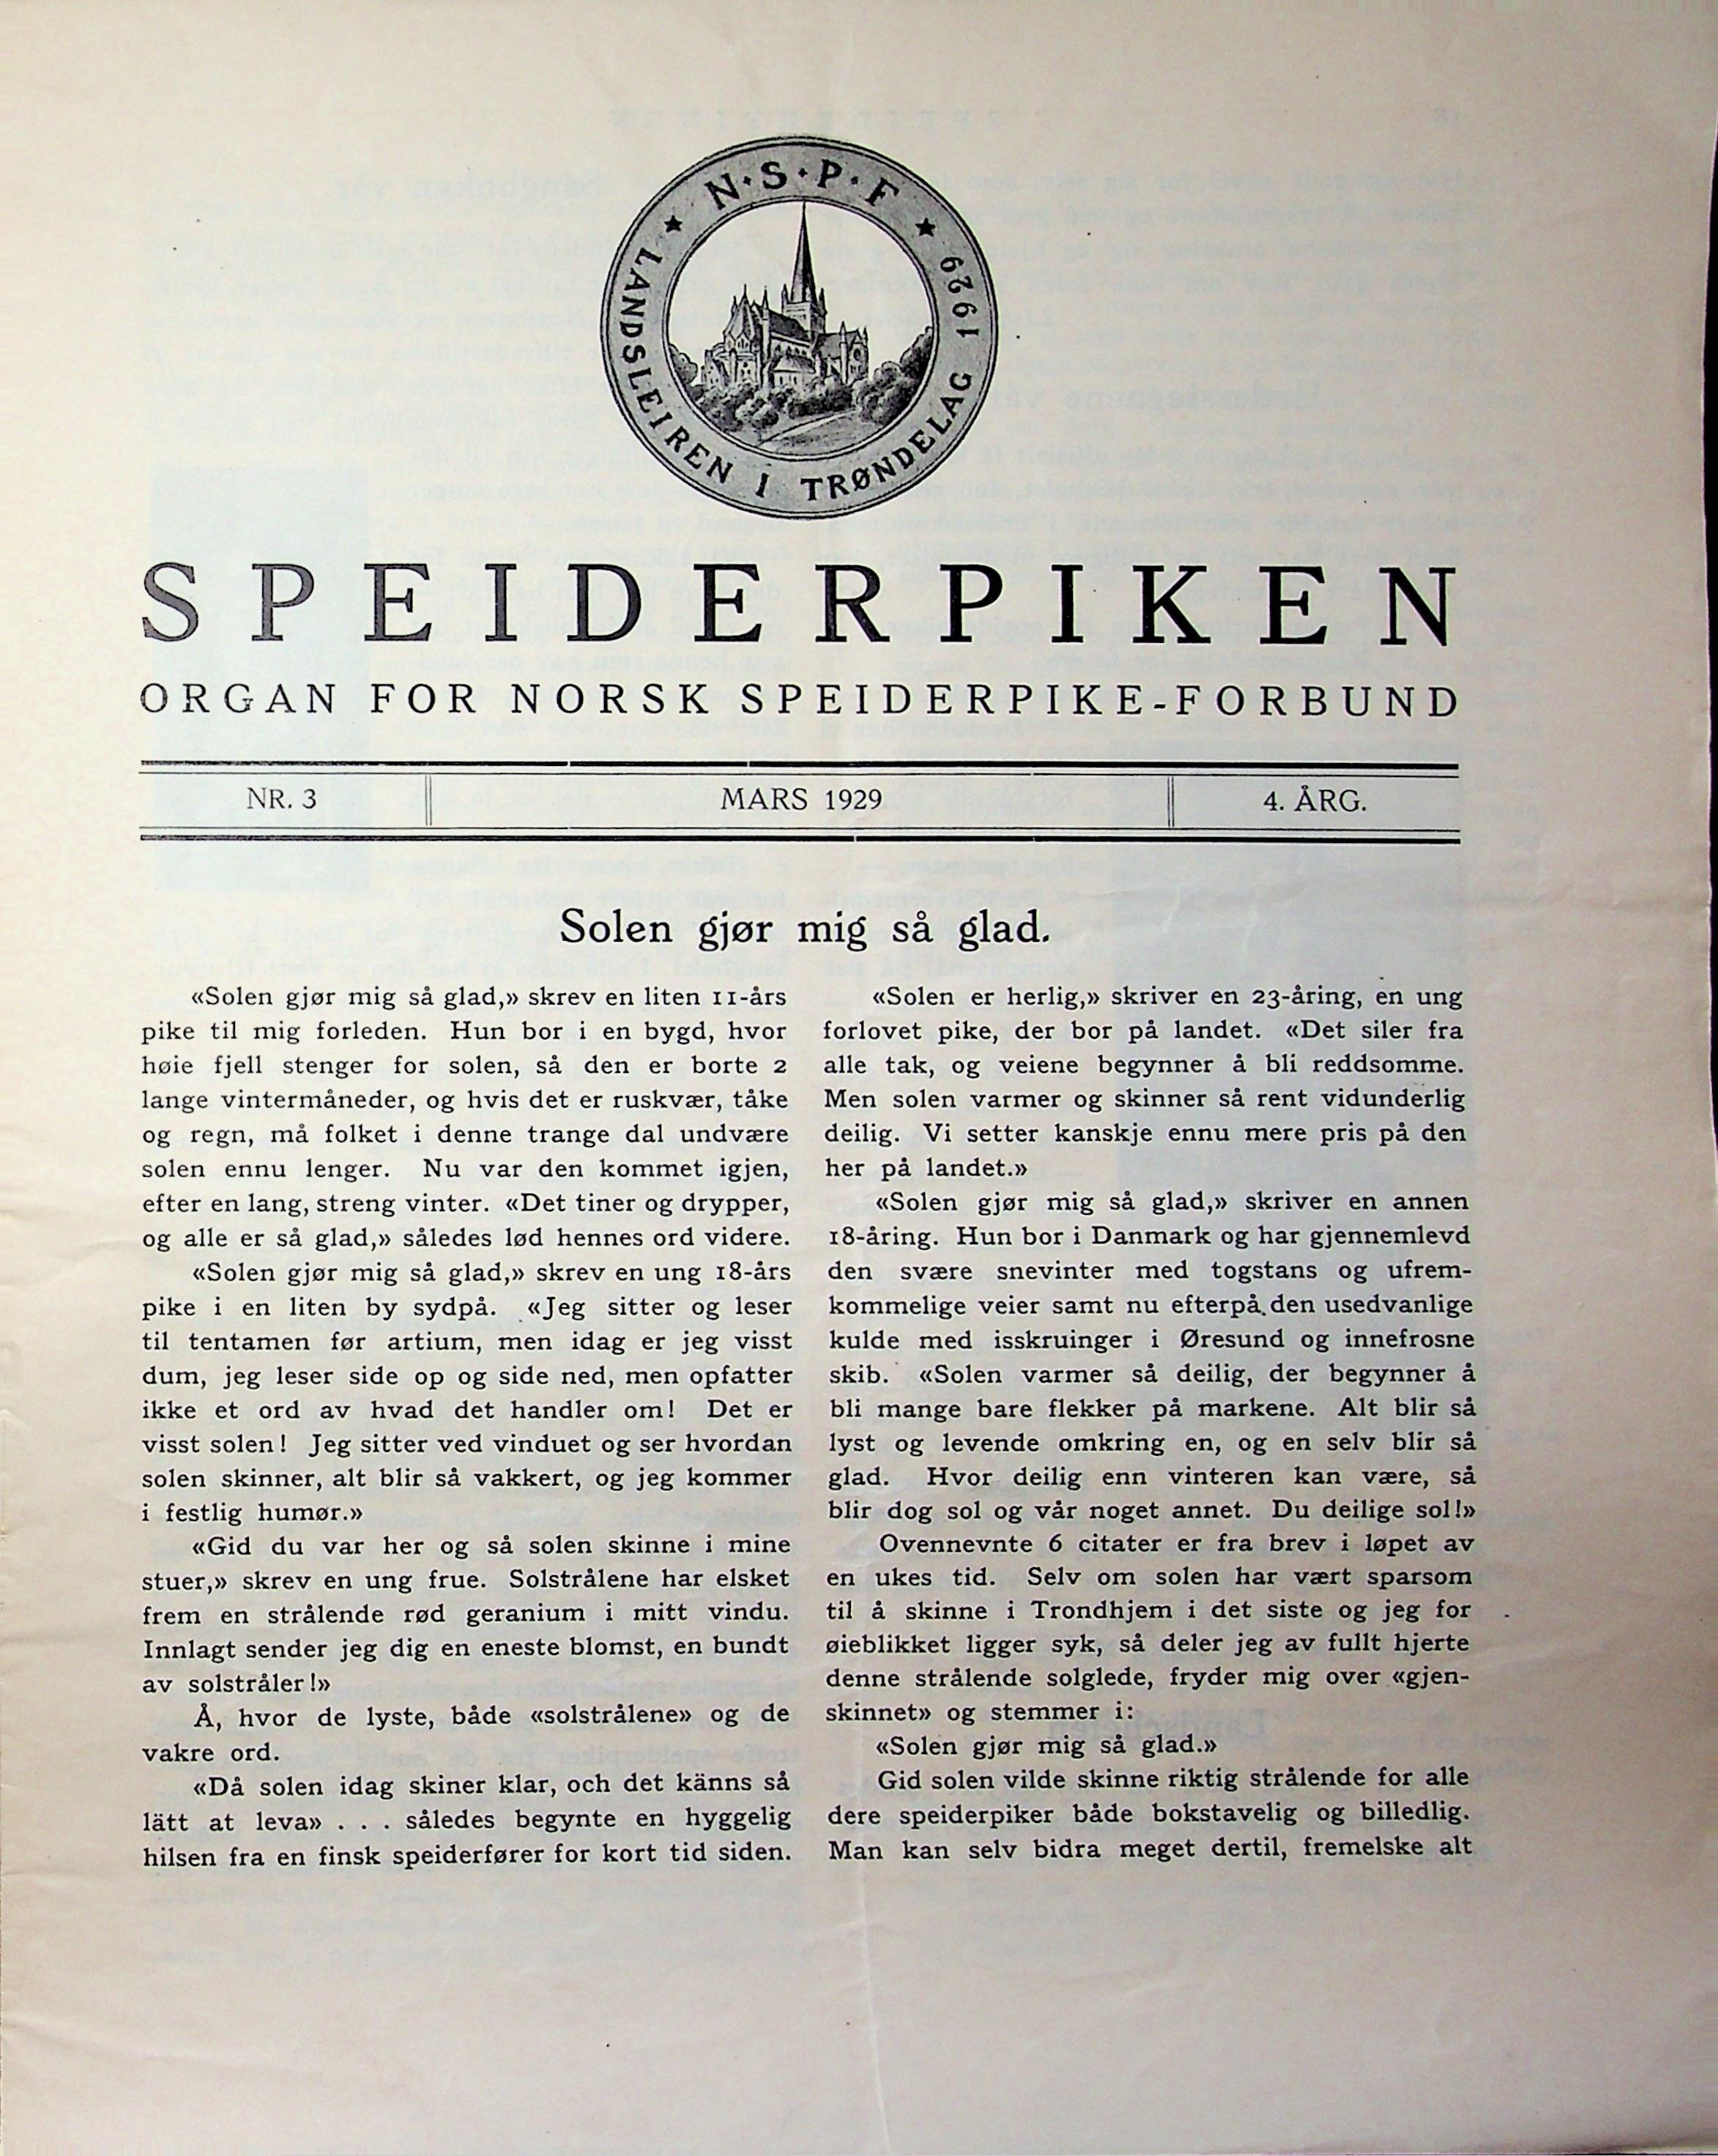 ★ N·S·P·F ★
LANDSLEIREN I TRØNDELAG 1929
SPEIDERPIKEN
ORGAN FOR NORSK SPEIDERPIKE-FORBUND
NR. 3
MARS 1929
4. ÅRG.
Solen gjør mig så glad.
«Solen gjør mig så glad,» skrev en liten 11-års
pike til mig forleden. Hun bor i en bygd, hvor
høie fjell stenger for solen, så den er borte 2
lange vintermåneder, og hvis det er ruskvær, tåke
og regn, må folket i denne trange dal undvære
solen ennu lenger. Nu var den kommet igjen,
efter en lang, streng vinter. «Det tiner og drypper,
og alle er så glad,» således lød hennes ord videre.
«Solen gjør mig så glad,» skrev en ung 18-års
pike i en liten by sydpå. «Jeg sitter og leser
til tentamen før artium, men idag er jeg visst
dum, jeg leser side op og side ned, men opfatter
ikke et ord av hvad det handler om! Det er
visst solen! Jeg sitter ved vinduet og ser hvordan
solen skinner, alt blir så vakkert, og jeg kommer
i festlig humør.»
«Gid du var her og så solen skinne i mine
stuer,» skrev en ung frue. Solstrålene har elsket
frem en strålende rød geranium i mitt vindu.
Innlagt sender jeg dig en eneste blomst, en bundt
av solstråler!»
Å, hvor de lyste, både «solstrålene» og de
vakre ord.
«Då solen idag skiner klar, och det känns så
lätt at leva» . . . således begynte en hyggelig
hilsen fra en finsk speiderfører for kort tid siden.
«Solen er herlig,» skriver en 23-åring, en ung
forlovet pike, der bor på landet. «Det siler fra
alle tak, og veiene begynner å bli reddsomme.
Men solen varmer og skinner så rent vidunderlig
deilig. Vi setter kanskje ennu mere pris på den
her på landet.»
«Solen gjør mig så glad,» skriver en annen
18-åring. Hun bor i Danmark og har gjennemlevd
den svære snevinter med togstans og ufrem-
kommelige veier samt nu efterpå den usedvanlige
kulde med isskruinger i Øresund og innefrosne
skib. «Solen varmer så deilig, der begynner å
bli mange bare flekker på markene. Alt blir så
lyst og levende omkring en, og en selv blir så
glad. Hvor deilig enn vinteren kan være, så
blir dog sol og vår noget annet. Du deilige sol!»
Ovennevnte 6 citater er fra brev i løpet av
en ukes tid. Selv om solen har vært sparsom
til å skinne i Trondhjem i det siste og jeg for
øieblikket ligger syk, så deler jeg av fullt hjerte
denne strålende solglede, fryder mig over «gjen-
skinnet» og stemmer i:
«Solen gjør mig så glad.»
Gid solen vilde skinne riktig strålende for alle
dere speiderpiker både bokstavelig og billedlig.
Man kan selv bidra meget dertil, fremelske alt